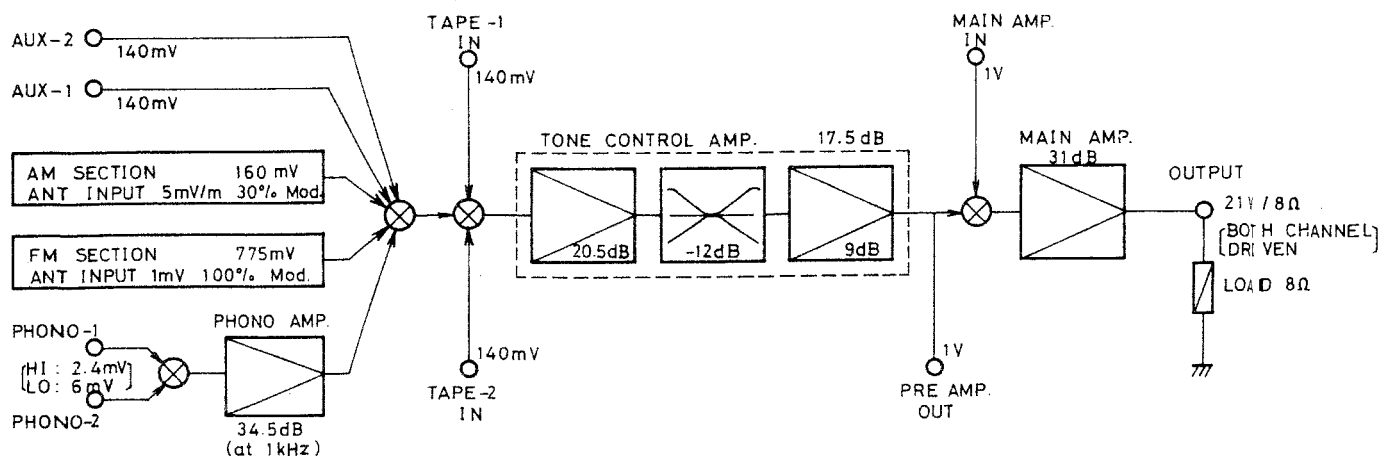 AUX-2
140mV
AUX-1
140mV
AM SECTION 160 mV
ANT INPUT 5mV/m 30% Mod.
FM SECTION 775mV
ANT INPUT 1mV 100% Mod.
PHONO-1
HI : 2.4mV
LO : 6mV
PHONO-2
PHONO AMP.
34.5dB
(at 1kHz)
TAPE-1
IN
140mV
140mV
TAPE-2
IN
TONE CONTROL AMP. 17.5dB
20.5dB
-12dB
9dB
1V
PRE AMP.
OUT
MAIN AMP.
IN
1V
MAIN AMP.
31dB
OUTPUT
21V/8Ω
[BOTH CHANNEL
DRIVEN]
LOAD 8Ω